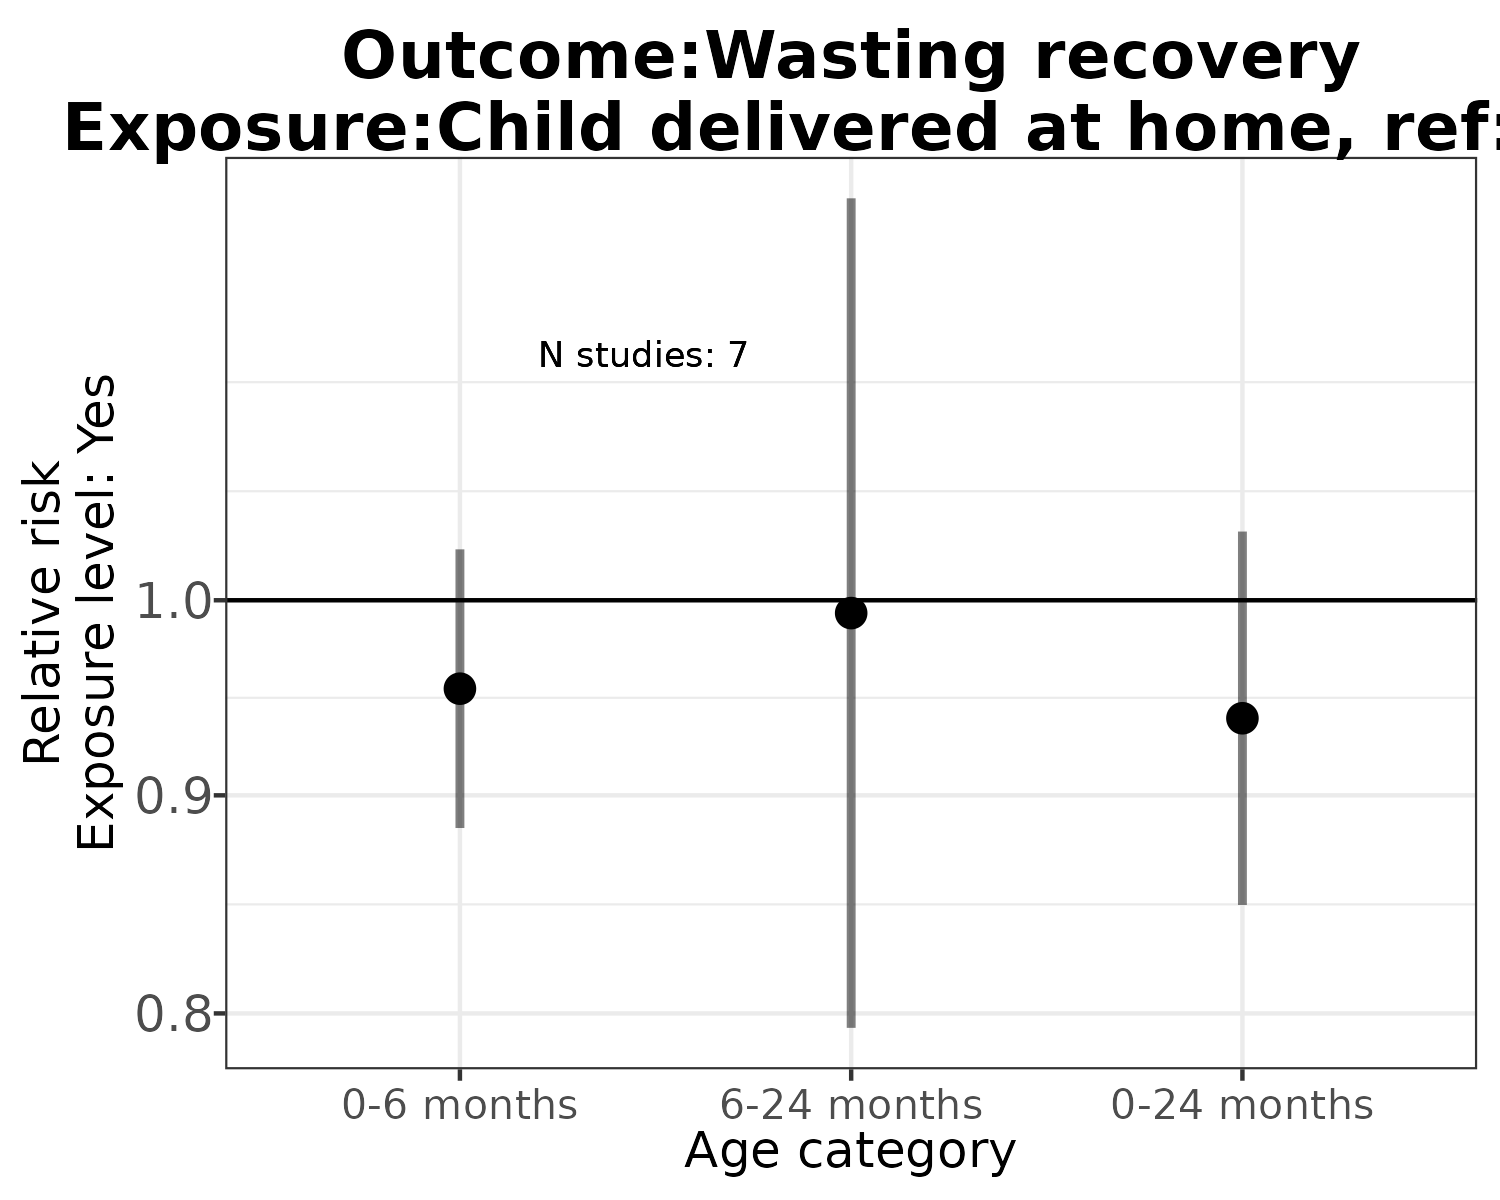 Outcome:Wasting recovery
Exposure:Child delivered at home, ref:
N studies: 7
Relative risk
Exposure level: Yes
1.0
0.9
0.8
0-6 months
6-24 months
0-24 months
Age category